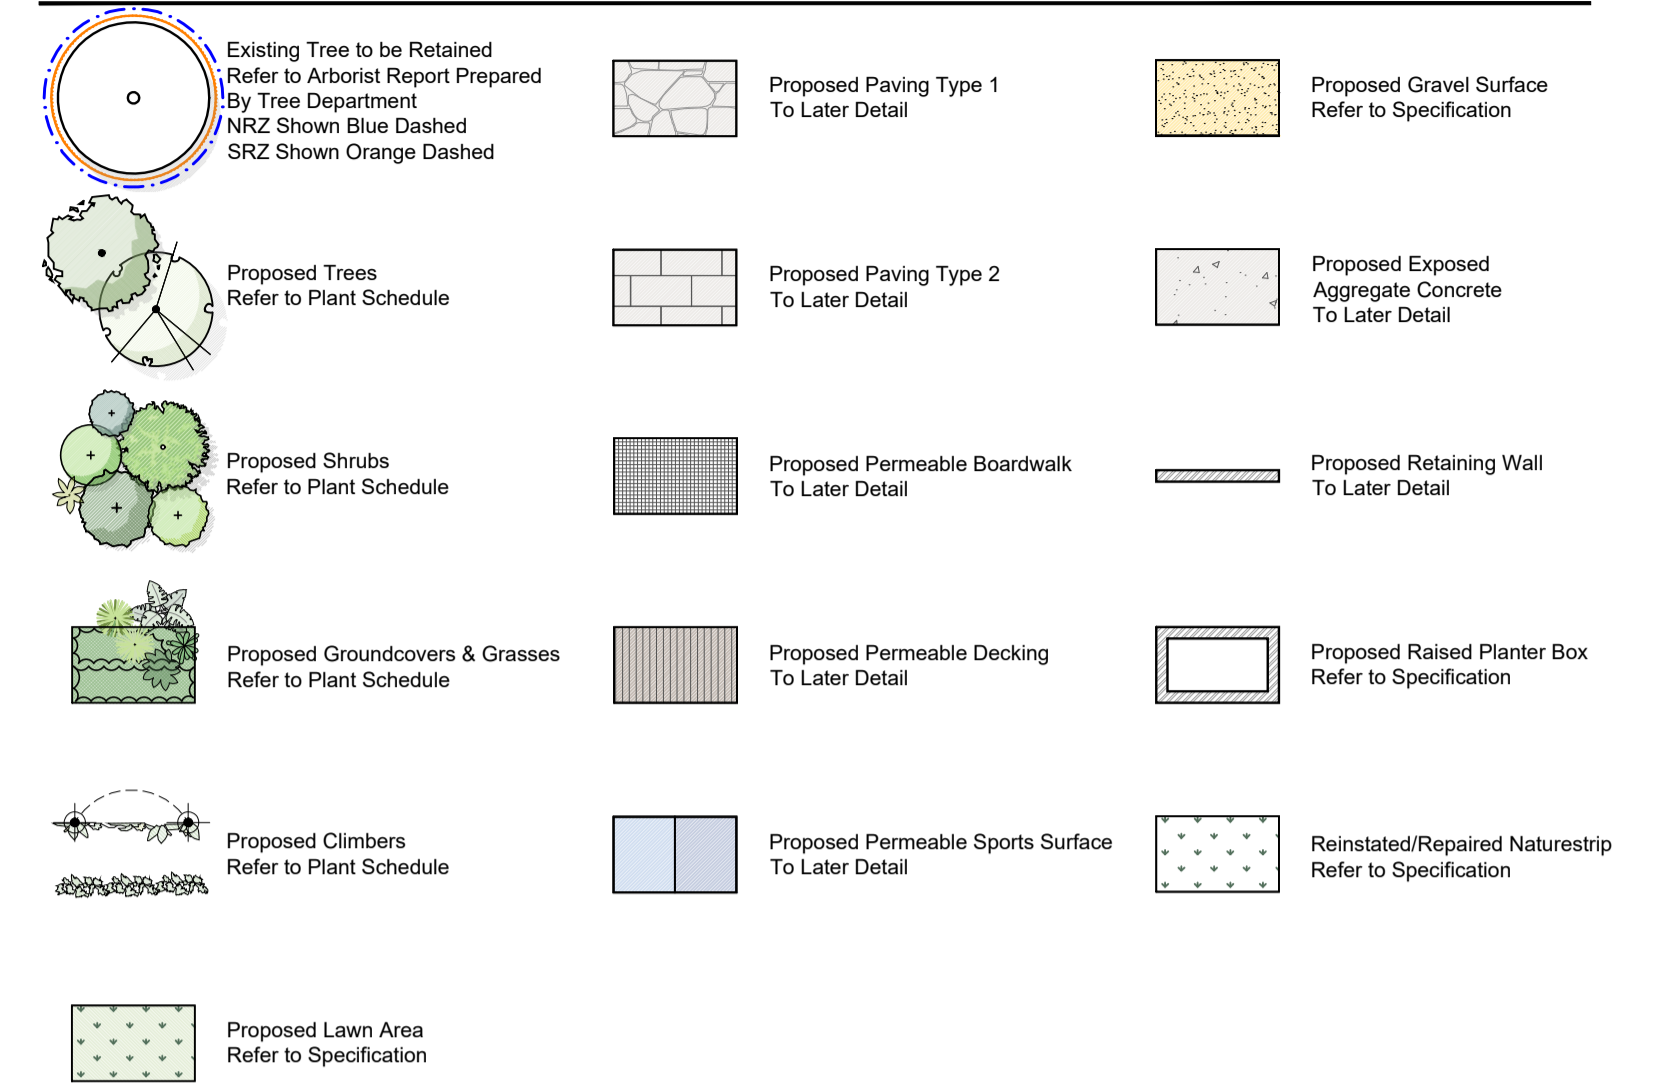 Existing Tree to be Retained
Refer to Arborist Report Prepared
By Tree Department
NRZ Shown Blue Dashed
SRZ Shown Orange Dashed
Proposed Trees
Refer to Plant Schedule
Proposed Shrubs
Refer to Plant Schedule
Proposed Groundcovers & Grasses
Refer to Plant Schedule
Proposed Climbers
Refer to Plant Schedule
Proposed Lawn Area
Refer to Specification
Proposed Paving Type 1
To Later Detail
Proposed Paving Type 2
To Later Detail
Proposed Permeable Boardwalk
To Later Detail
Proposed Permeable Decking
To Later Detail
Proposed Permeable Sports Surface
To Later Detail
Proposed Gravel Surface
Refer to Specification
Proposed Exposed
Aggregate Concrete
To Later Detail
Proposed Retaining Wall
To Later Detail
Proposed Raised Planter Box
Refer to Specification
Reinstated/Repaired Naturestrip
Refer to Specification